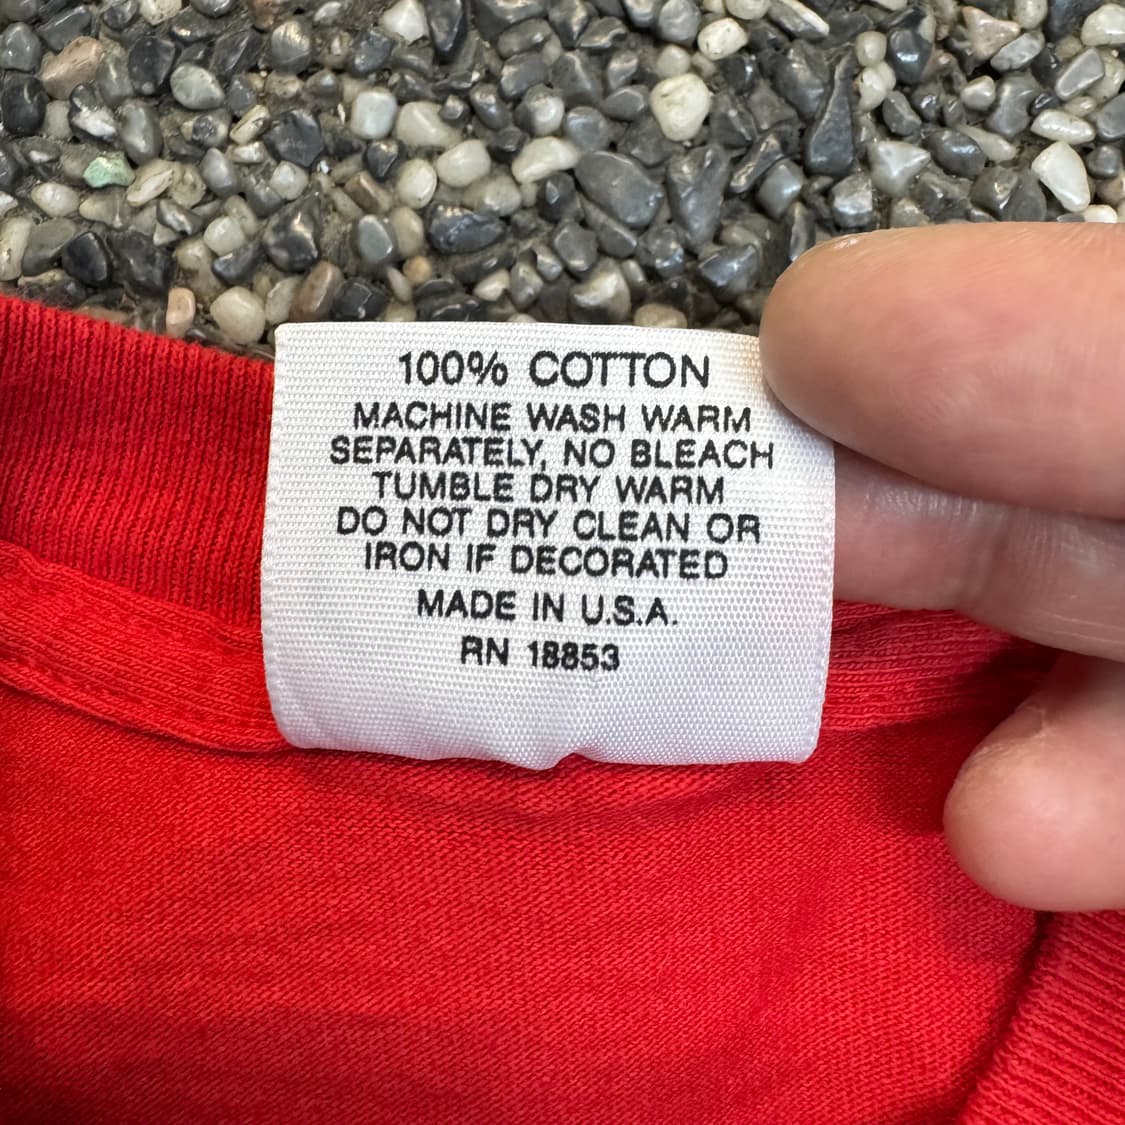 100% COTTON
MACHINE WASH WARM
SEPARATELY, NO BLEACH
TUMBLE DRY WARM
DO NOT DRY CLEAN OR
IRON IF DECORATED
MADE IN U.S.A.
RN 18853